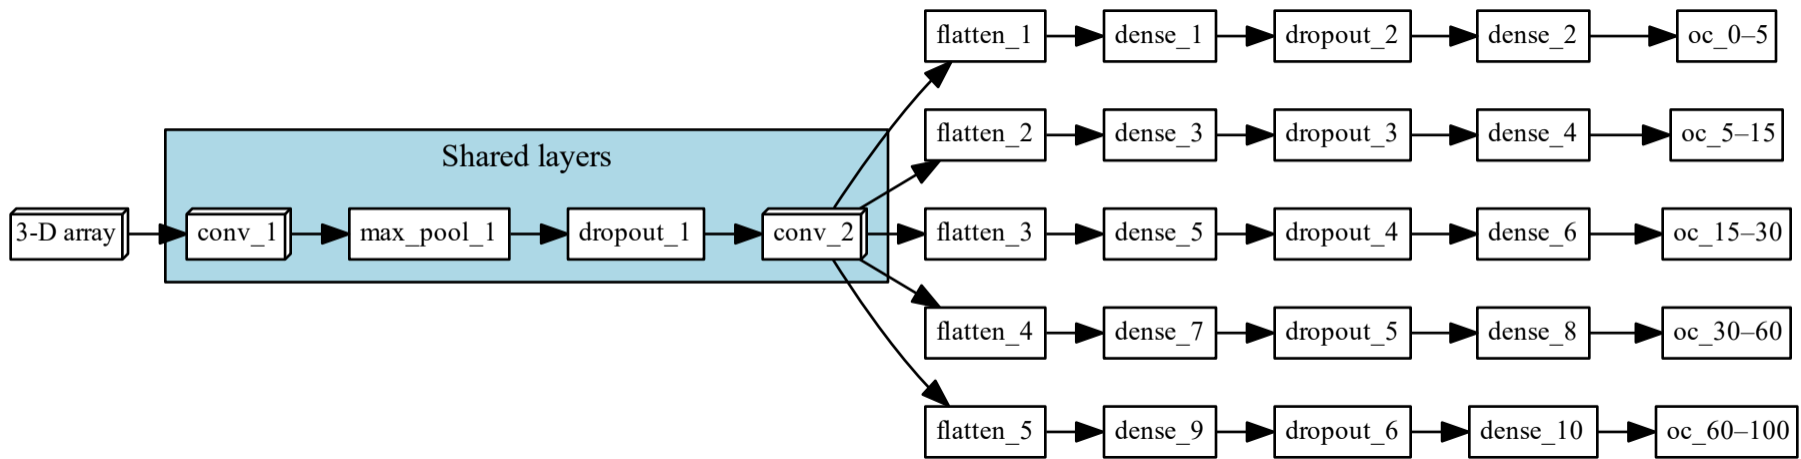 flatten_1 dense_1 dropout_2 dense_2 oc_0–5
flatten_2 dense_3 dropout_3 dense_4 oc_5–15
Shared layers
3-D array conv_1 max_pool_1 dropout_1 conv_2 flatten_3 dense_5 dropout_4 dense_6 oc_15–30
flatten_4 dense_7 dropout_5 dense_8 oc_30–60
flatten_5 dense_9 dropout_6 dense_10 oc_60–100